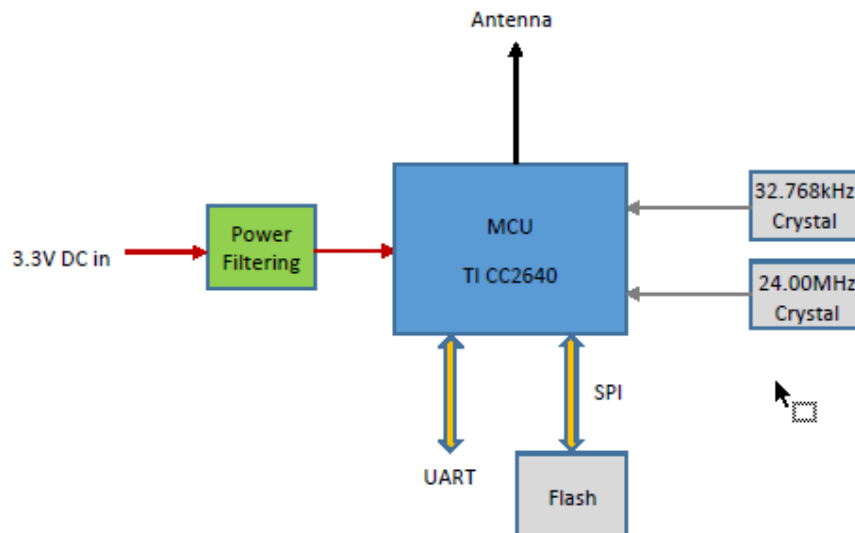 Antenna
3.3V DC in
Power
Filtering
MCU
TI CC2640
32.768kHz
Crystal
24.00MHz
Crystal
UART
SPI
Flash